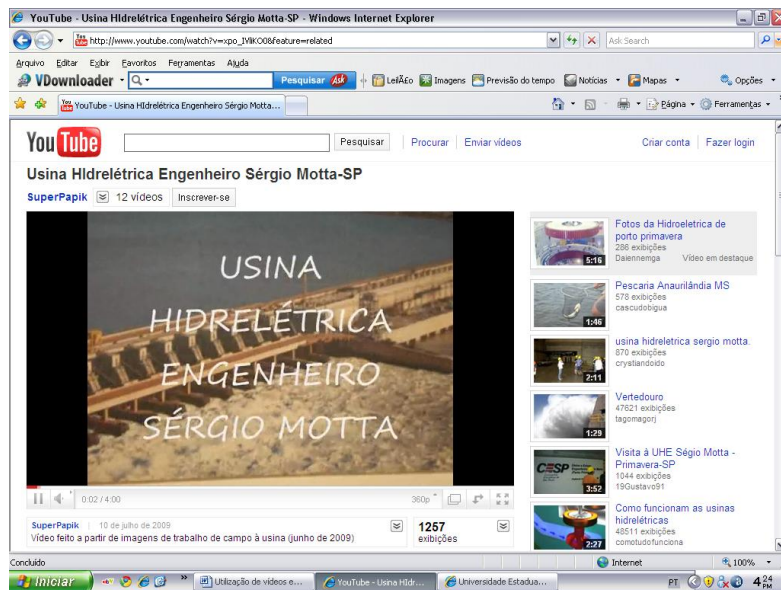 YouTube - Usina HIdrelétrica Engenheiro Sérgio Motta-SP - Windows Internet Explorer
http://www.youtube.com/watch?v=xpo_IYliKO0&feature=related
Ask Search
Arquivo Editar Exibir Favoritos Ferramentas Ajuda
VDownloader Pesquisar Ask LeilÃ£o Imagens Previsão do tempo Notícias Mapas Opções
YouTube - Usina HIdrelétrica Engenheiro Sérgio Motta... Página Ferramentas
YouTube Pesquisar Procurar Enviar vídeos Criar conta Fazer login
Usina HIdrelétrica Engenheiro Sérgio Motta-SP
SuperPapik 12 vídeos Inscrever-se
USINA
HIDRELÉTRICA
ENGENHEIRO
SÉRGIO MOTTA
0:02 / 4:00 360p
SuperPapik 10 de julho de 2009
Vídeo feito a partir de imagens de trabalho de campo à usina (junho de 2009)
1257
exibições
5:16
Fotos da Hidroeletrica de
porto primavera
286 exibições
Daiennemga Vídeo em destaque
1:46
Pescaria Anaurilândia MS
578 exibições
cascudobigua
2:11
usina hidreletrica sergio motta.
870 exibições
crystiandoido
1:29
Vertedouro
47621 exibições
tagomagorj
CESP
3:52
Visita à UHE Ségio Motta -
Primavera-SP
1044 exibições
19Gustavo91
2:27
Como funcionam as usinas
hidrelétricas
48511 exibições
comotudofunciona
Concluído Internet 100%
Iniciar Utilização de vídeos e... YouTube - Usina HIdr... Universidade Estadua... PT 4 24 PM